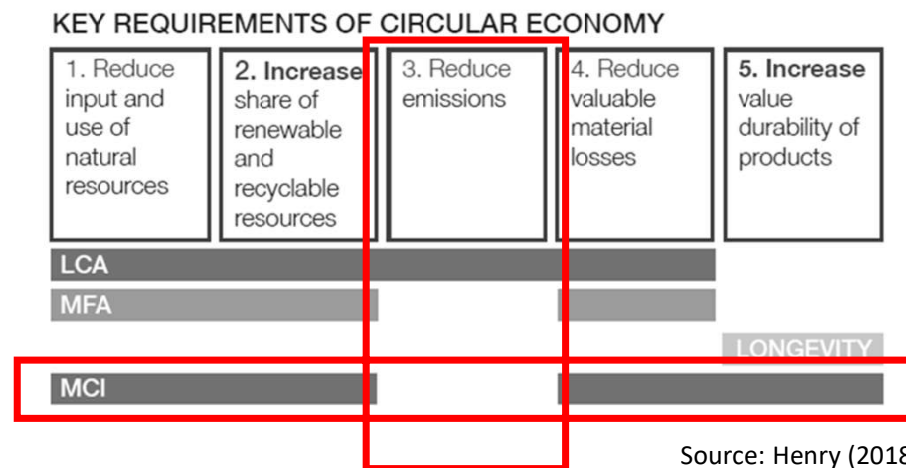 KEY REQUIREMENTS OF CIRCULAR ECONOMY
1. Reduce
input and
use of
natural
resources
2. Increase
share of
renewable
and
recyclable
resources
3. Reduce
emissions
4. Reduce
valuable
material
losses
5. Increase
value
durability of
products
LCA
MFA
LONGEVITY
MCI
Source: Henry (2018